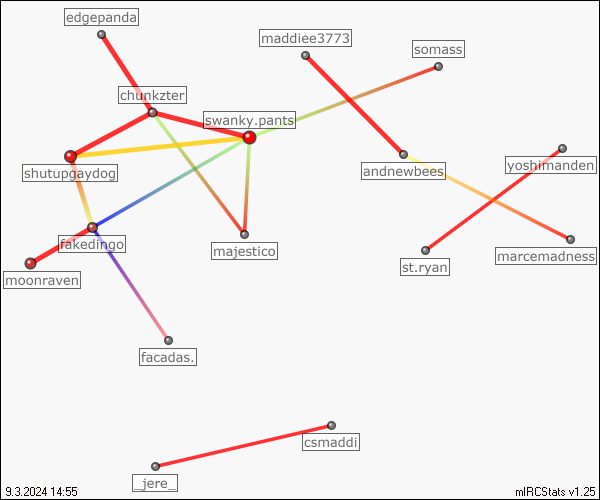 edgepanda
maddiee3773
somass
chunkzter
swanky.pants
shutupgaydog
andnewbees
yoshimanden
fakedingo
majestico
marcemadness
st.ryan
moonraven
facadas.
csmaddi
_jere_
9.3.2024 14:55
mIRCStats v1.25